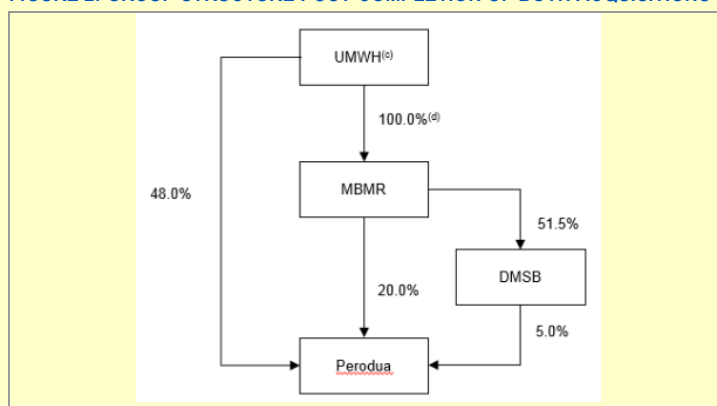 FIGURE 2: GROUP STRUCTURE POST COMPLETION OF BOTH ACQUISITIONS
UMWH(c)
100.0%(d)
48.0%
MBMR
51.5%
DMSB
20.0%
5.0%
Perodua